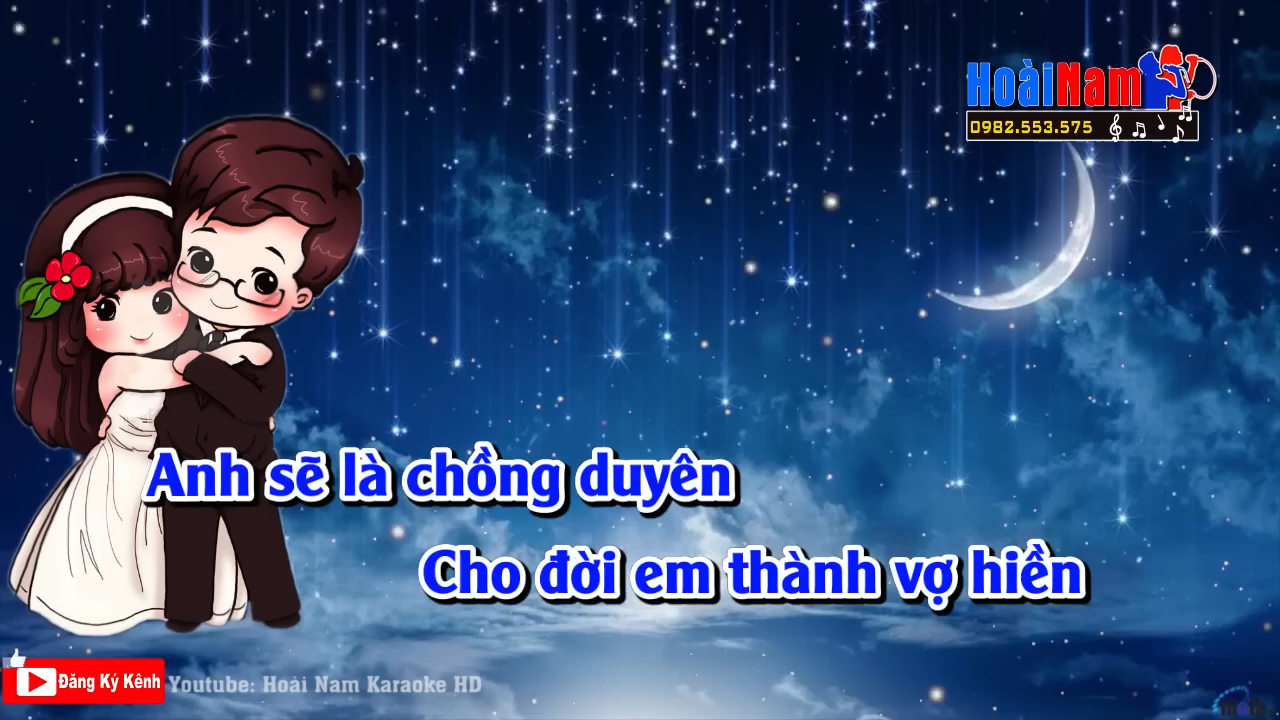 HoàiNam
0982.553.575
Anh sẽ là chồng duyên
Cho đời em thành vợ hiền
Đăng Ký Kênh
Youtube: Hoài Nam Karaoke HD